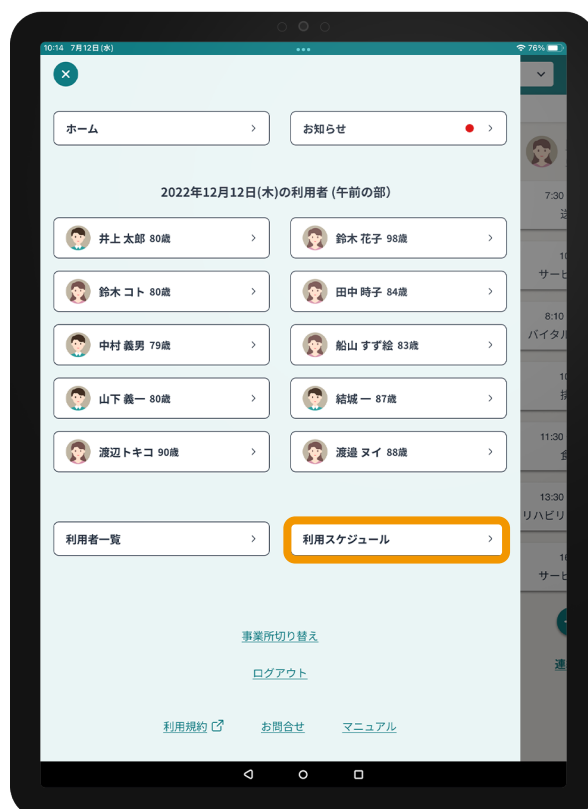 10:14 7月12日(水)
76%
ホーム
お知らせ
2022年12月12日(木)の利用者 (午前の部)
井上 太郎 80歳
鈴木 花子 98歳
鈴木 コト 80歳
田中 時子 84歳
中村 義男 79歳
船山 すず絵 83歳
山下 義一 80歳
結城 一 87歳
渡辺 トキコ 90歳
渡邉 ヌイ 88歳
利用者一覧
利用スケジュール
事業所切り替え
ログアウト
利用規約
お問合せ
マニュアル
7:30
サービ
8:10
バイタル
11:30
13:30
リハビリ
サービ